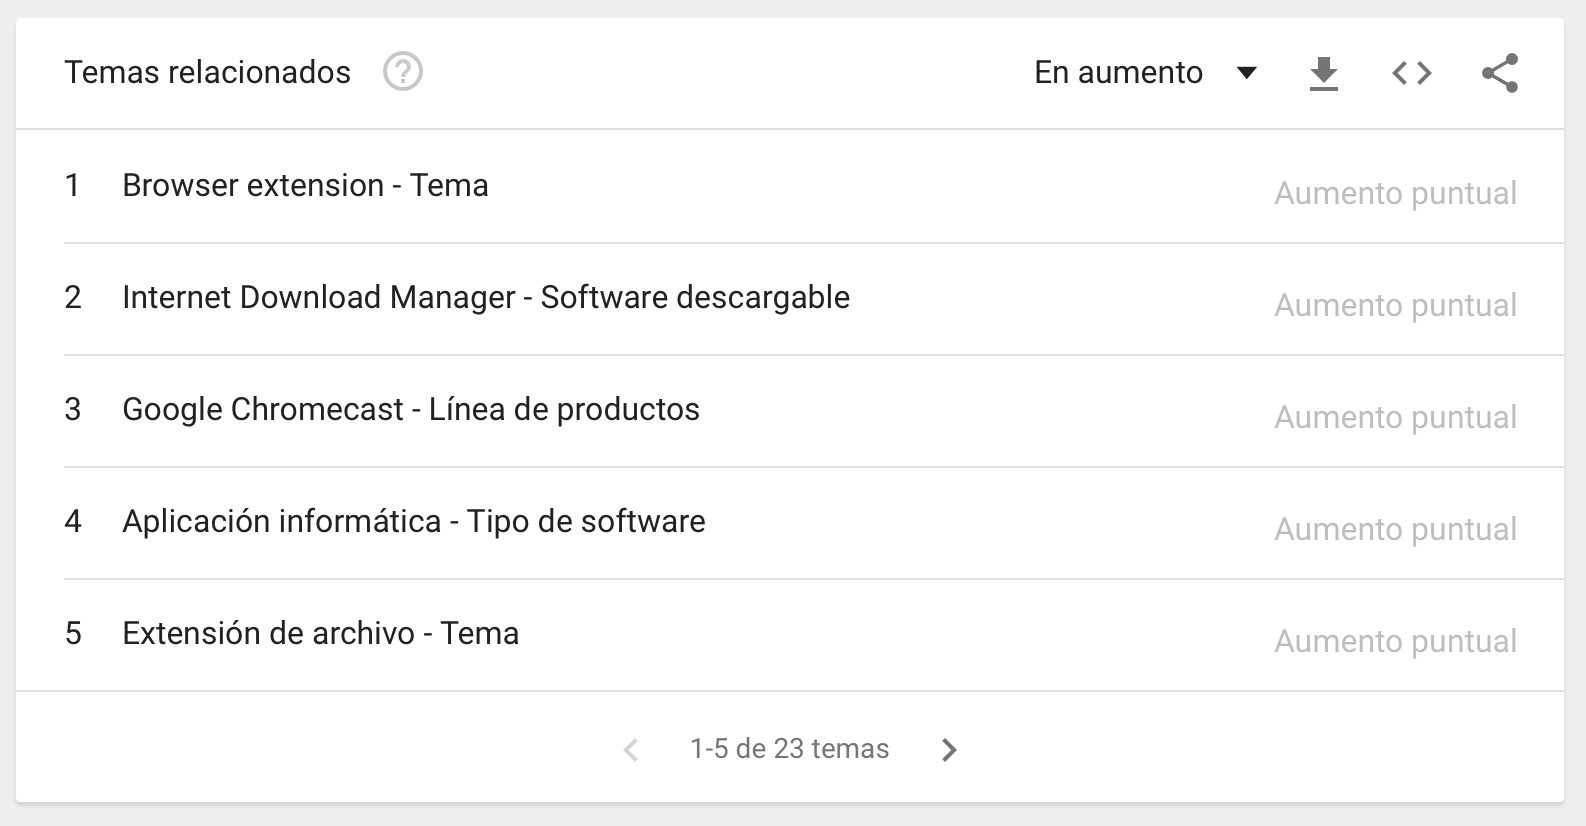 Temas relacionados ?
En aumento
1 Browser extension - Tema Aumento puntual
2 Internet Download Manager - Software descargable Aumento puntual
3 Google Chromecast - Línea de productos Aumento puntual
4 Aplicación informática - Tipo de software Aumento puntual
5 Extensión de archivo - Tema Aumento puntual
1-5 de 23 temas